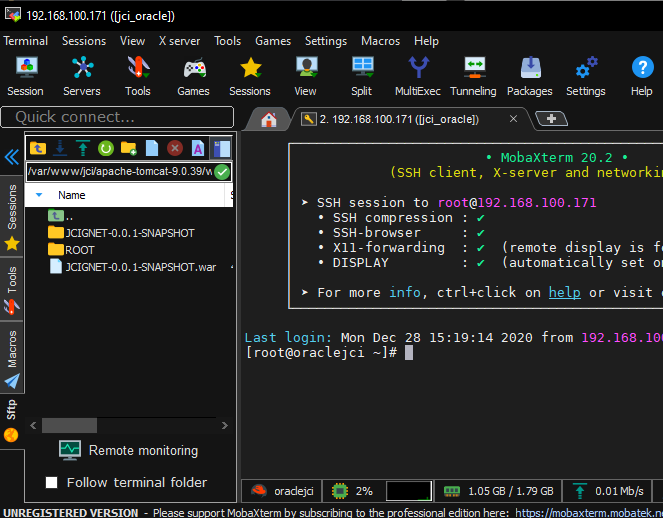 192.168.100.171 ([jci_oracle])
Terminal Sessions View X server Tools Games Settings Macros Help
Session Servers Tools Games Sessions View Split MultiExec Tunneling Packages Settings Help
Quick connect...
2. 192.168.100.171 ([jci_oracle])
/var/www/jci/apache-tomcat-9.0.39/w
Name
..
JCIGNET-0.0.1-SNAPSHOT
ROOT
JCIGNET-0.0.1-SNAPSHOT.war
Sessions
Tools
Macros
Sftp
Remote monitoring
Follow terminal folder
• MobaXterm 20.2 •
(SSH client, X-server and networkin
➤ SSH session to root@192.168.100.171
• SSH compression : ✔
• SSH-browser : ✔
• X11-forwarding : ✔ (remote display is fo
• DISPLAY : ✔ (automatically set on
➤ For more info, ctrl+click on help or visit o
Last login: Mon Dec 28 15:19:14 2020 from 192.168.100
[root@oraclejci ~]#
oraclejci 2% 1.05 GB / 1.79 GB 0.01 Mb/s
UNREGISTERED VERSION - Please support MobaXterm by subscribing to the professional edition here: https://mobaxterm.mobatek.ne